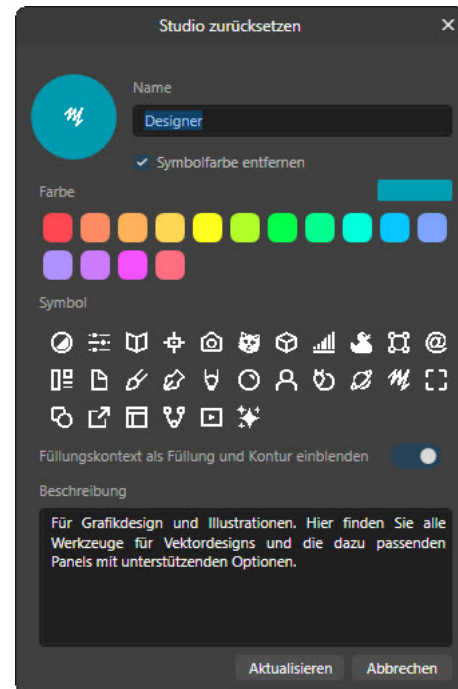 Studio zurücksetzen
Name
Designer
Symbolfarbe entfernen
Farbe
Symbol
Füllungskontext als Füllung und Kontur einblenden
Beschreibung
Für Grafikdesign und Illustrationen. Hier finden Sie alle
Werkzeuge für Vektordesigns und die dazu passenden
Panels mit unterstützenden Optionen.
Aktualisieren Abbrechen